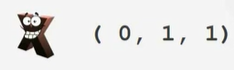 X ( 0, 1, 1)